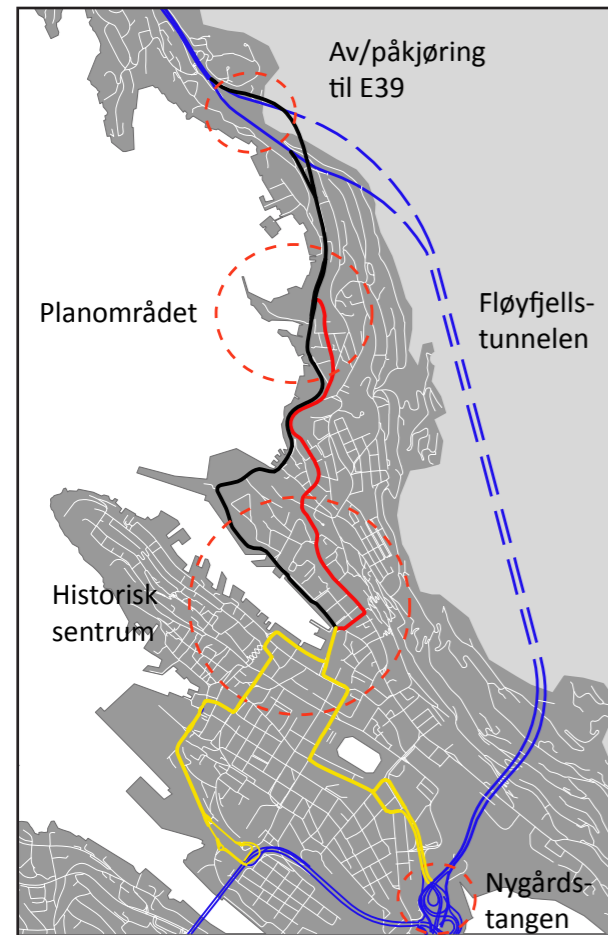 Av/påkjøring
til E39
Planområdet
Fløyfjells-
tunnelen
Historisk
sentrum
Nygårds-
tangen